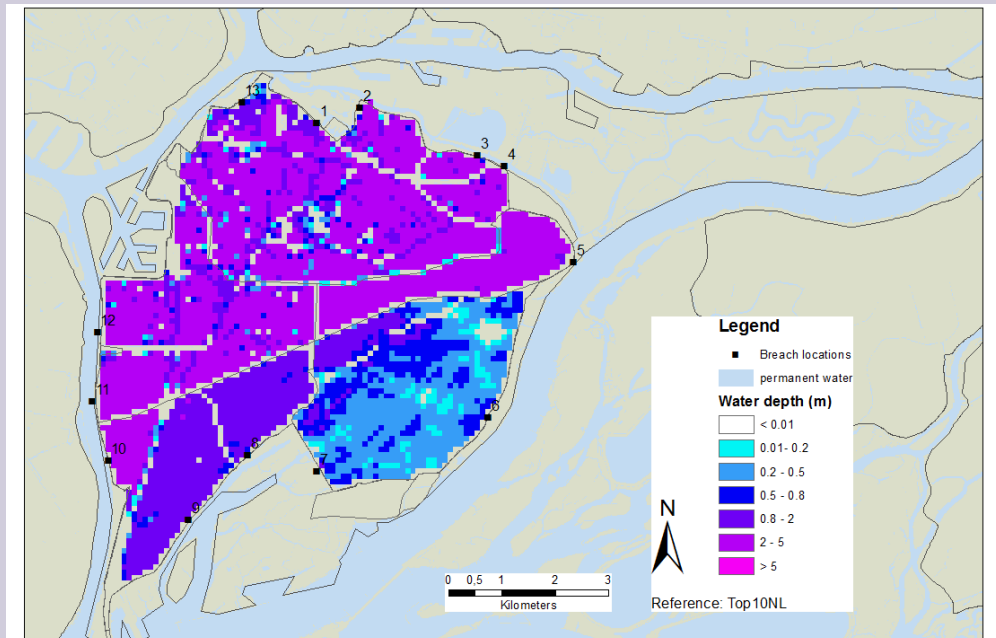 13
2
1
3
4
5
12
11
6
8
10
7
9
Legend
Breach locations
permanent water
Water depth (m)
< 0.01
0.01- 0.2
0.2 - 0.5
0.5 - 0.8
0.8 - 2
2 - 5
> 5
N
0 0,5 1 2 3
Kilometers
Reference: Top10NL